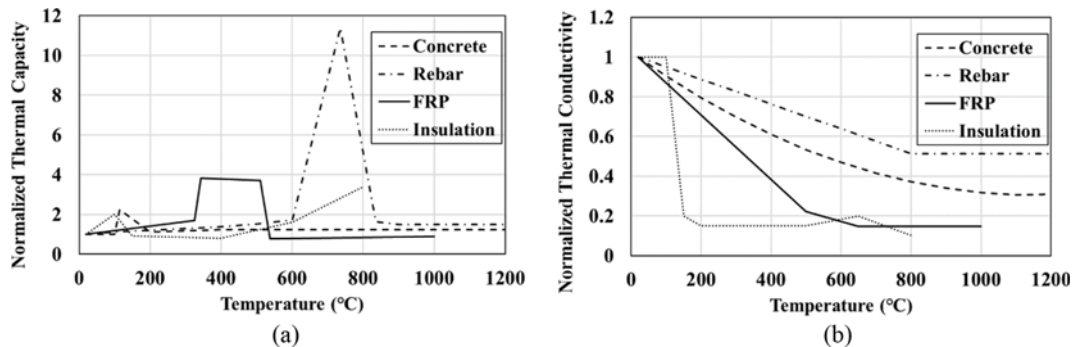 Normalized Thermal Capacity
12
10
8
6
4
2
0
0
200
400
600
800
1000
1200
Temperature (°C)
Concrete
Rebar
FRP
Insulation
(a)
Normalized Thermal Conductivity
1.2
1
0.8
0.6
0.4
0.2
0
0
200
400
600
800
1000
1200
Temperature (°C)
Concrete
Rebar
FRP
Insulation
(b)